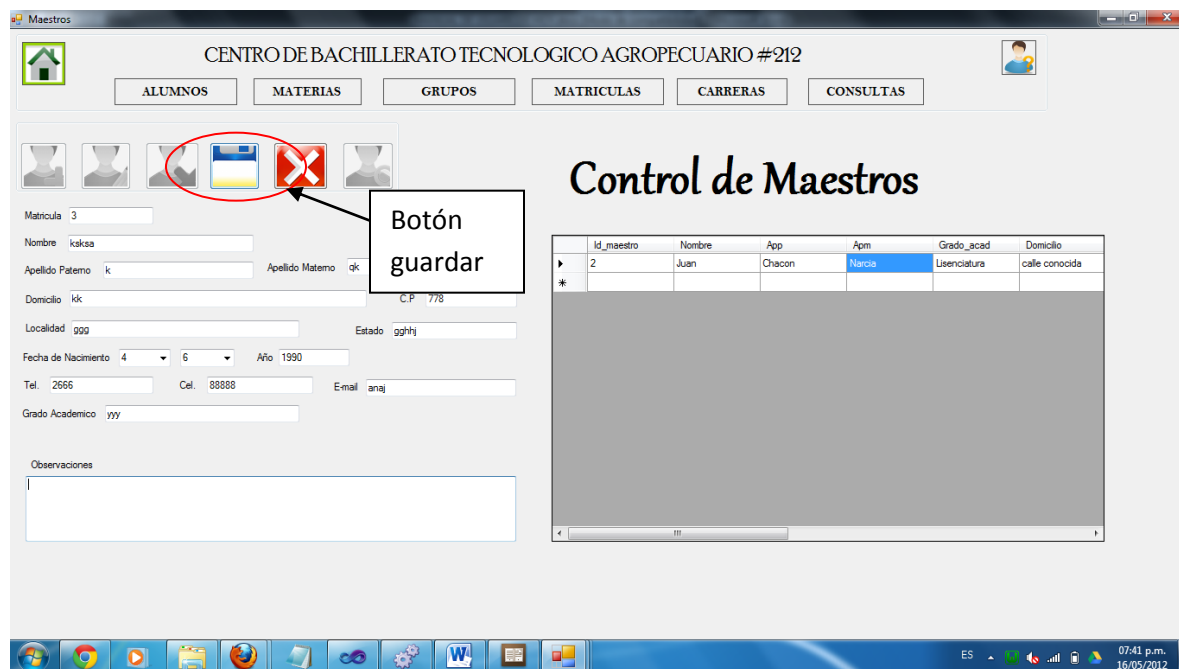 Maestros
CENTRO DE BACHILLERATO TECNOLOGICO AGROPECUARIO #212
ALUMNOS MATERIAS GRUPOS MATRICULAS CARRERAS CONSULTAS
Control de Maestros
Botón
guardar
Matricula 3
Nombre ksksa
Apellido Paterno k Apellido Materno qk
Domicilio kk C.P 778
Localidad ggg Estado gghhj
Fecha de Nacimiento 4 6 Año 1990
Tel. 2666 Cel. 88888 E-mail anaj
Grado Academico yyy
Observaciones
Id_maestro Nombre App Apm Grado_acad Domicilio
2 Juan Chacon Narcia Lisenciatura calle conocida
ES 07:41 p.m.
16/05/2012